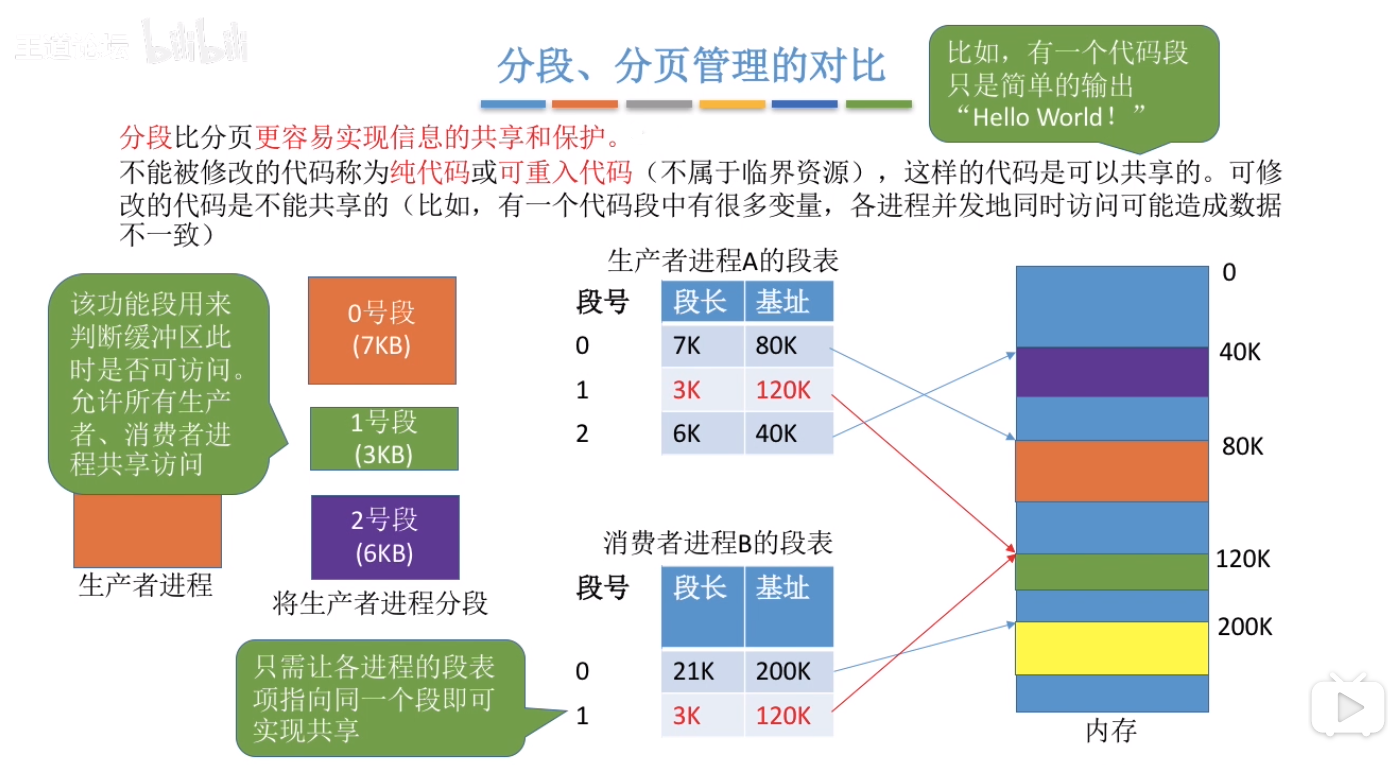 王道论坛 bilibili
分段、分页管理的对比
比如，有一个代码段
只是简单的输出
“Hello World！”
分段比分页更容易实现信息的共享和保护。
不能被修改的代码称为纯代码或可重入代码（不属于临界资源），这样的代码是可以共享的。可修
改的代码是不能共享的（比如，有一个代码段中有很多变量，各进程并发地同时访问可能造成数据
不一致）
该功能段用来
判断缓冲区此
时是否可访问。
允许所有生产
者、消费者进
程共享访问
生产者进程
0号段
(7KB)
1号段
(3KB)
2号段
(6KB)
将生产者进程分段
生产者进程A的段表
段号 段长 基址
0 7K 80K
1 3K 120K
2 6K 40K
消费者进程B的段表
段号 段长 基址
0 21K 200K
1 3K 120K
只需让各进程的段表
项指向同一个段即可
实现共享
0
40K
80K
120K
200K
内存